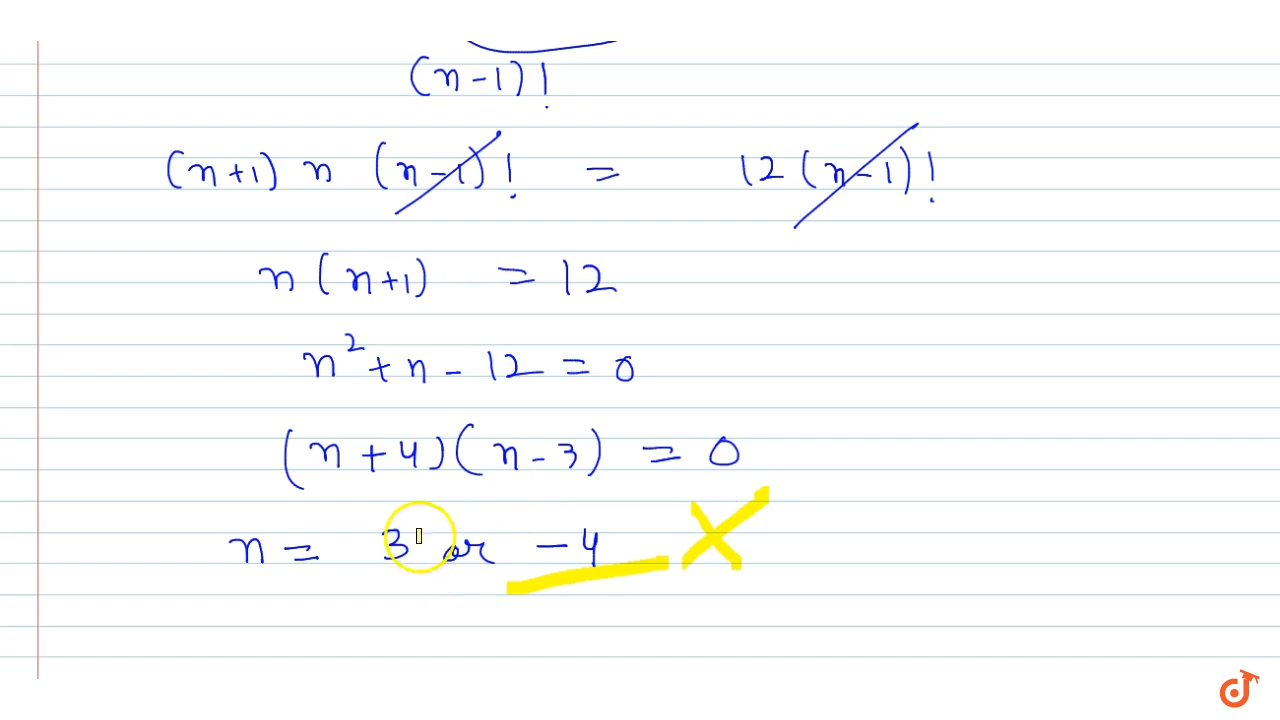 (n-1)!
(n+1) n (n-1)! = 12 (n-1)!
n(n+1) = 12
n² + n - 12 = 0
(n+4)(n-3) = 0
n = 3 or -4